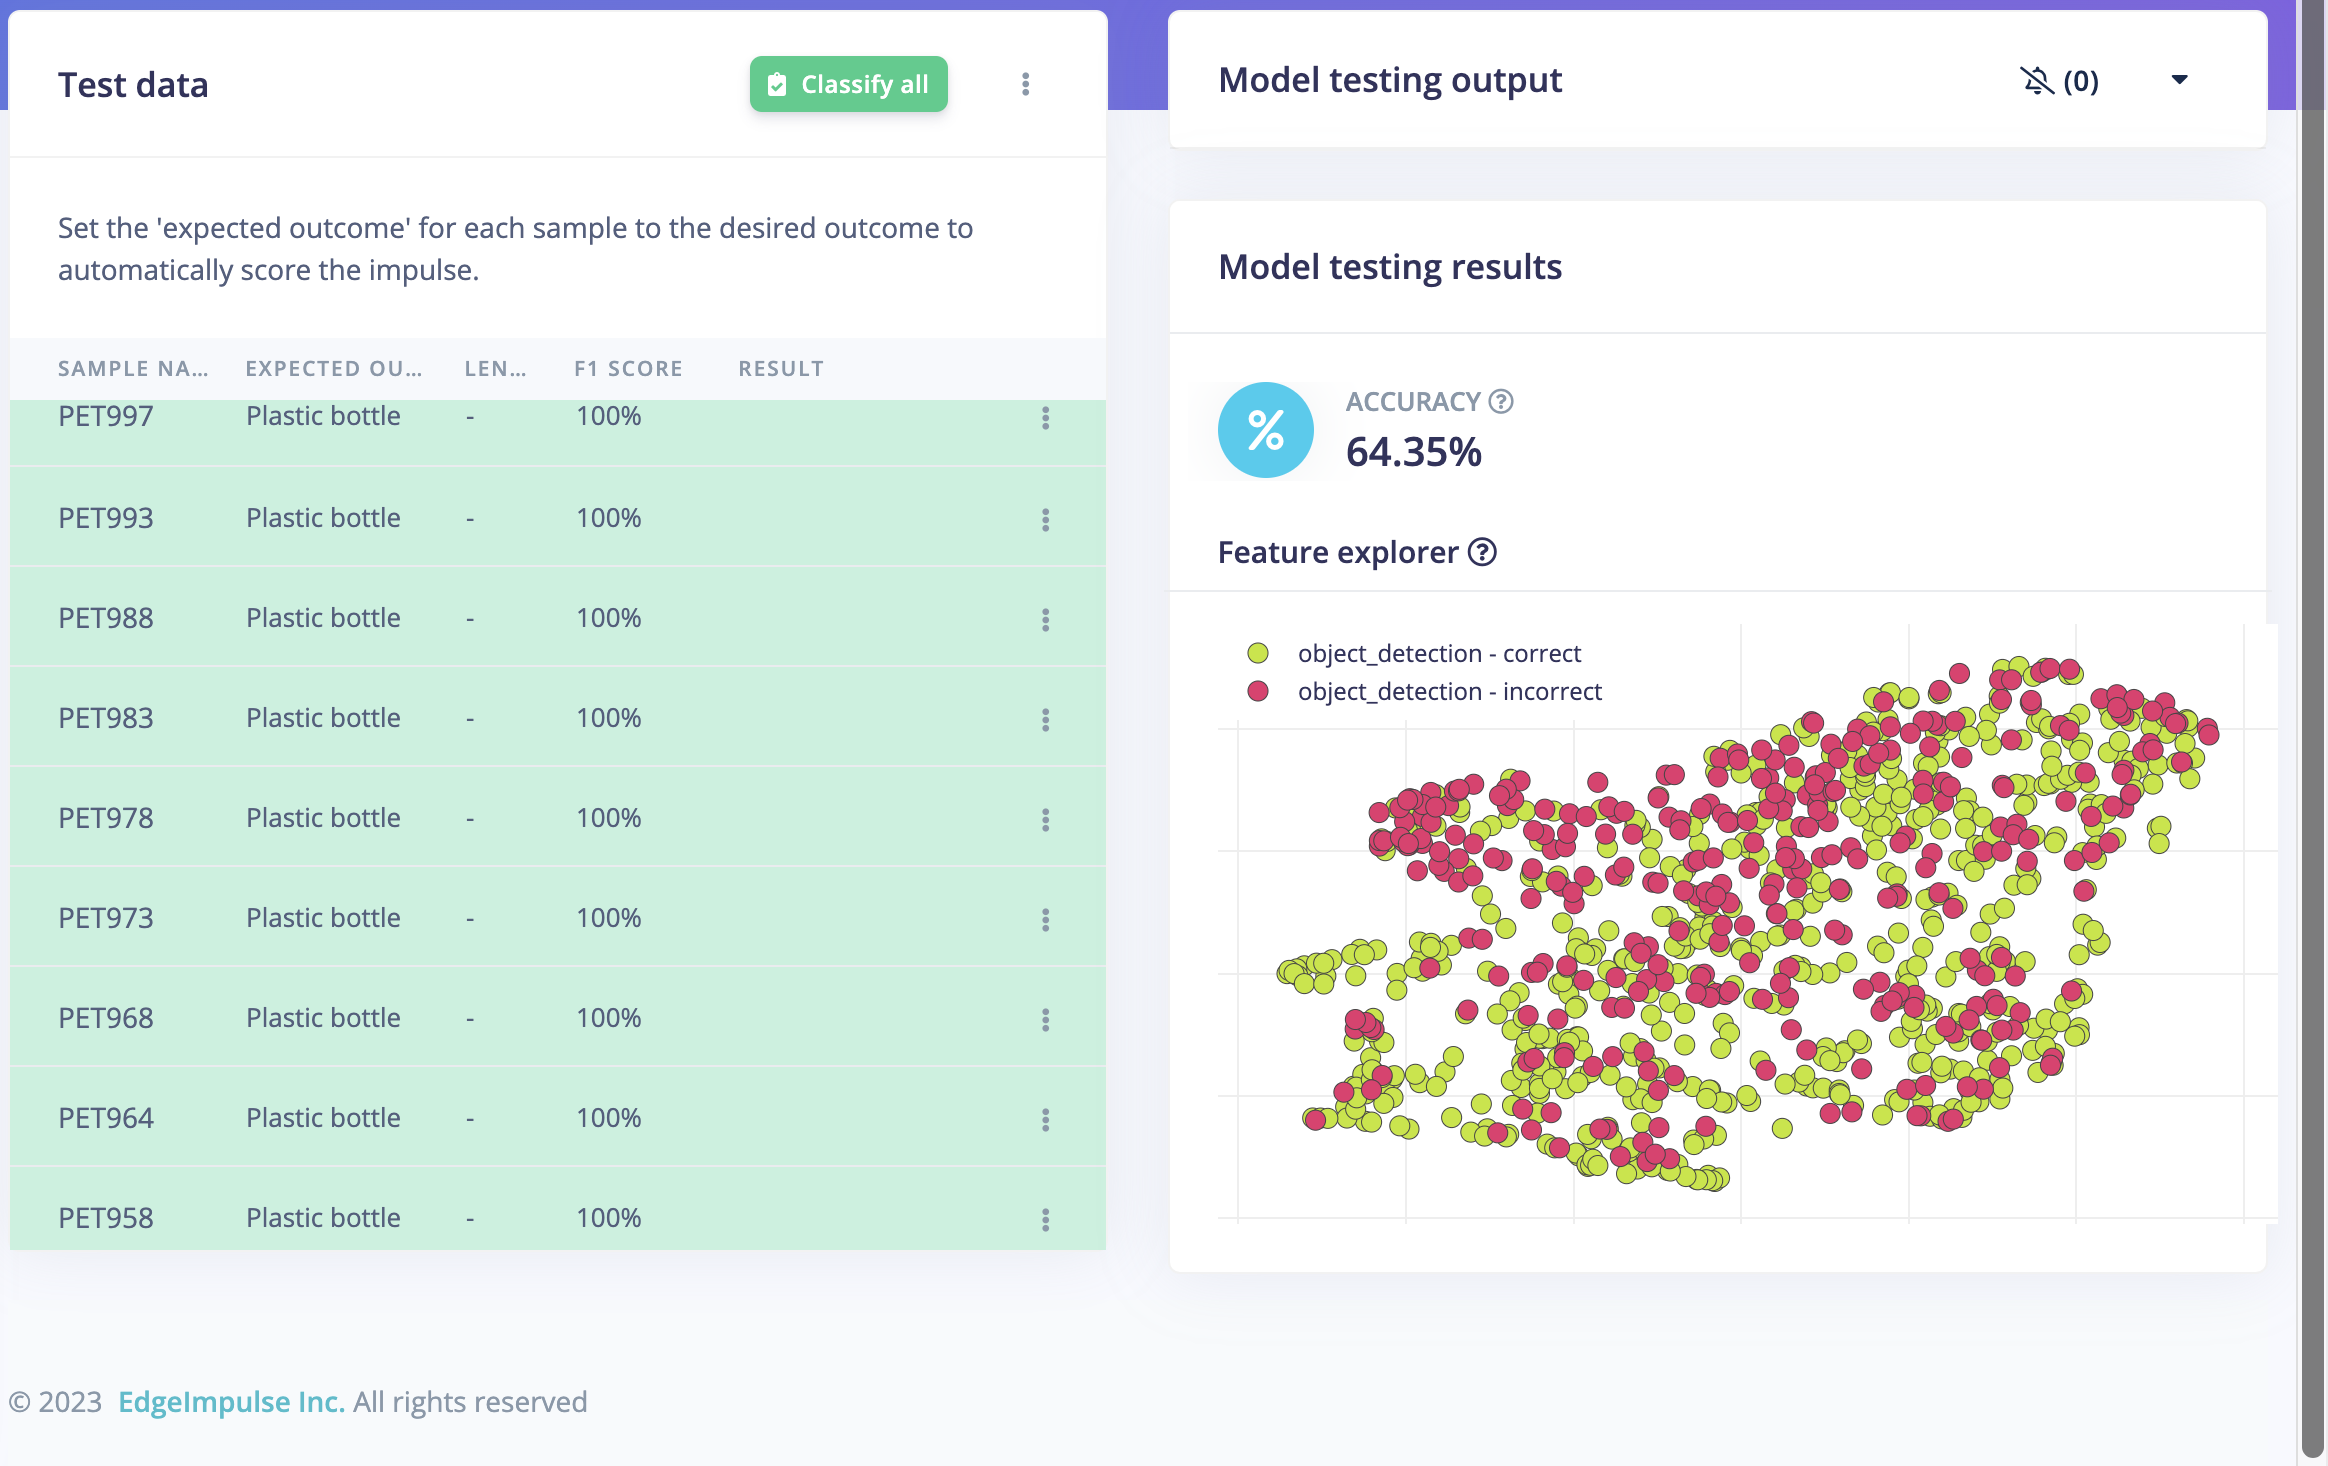 Test data
Classify all
Set the 'expected outcome' for each sample to the desired outcome to
automatically score the impulse.
SAMPLE NA... EXPECTED OU... LEN... F1 SCORE RESULT
PET997 Plastic bottle - 100%
PET993 Plastic bottle - 100%
PET988 Plastic bottle - 100%
PET983 Plastic bottle - 100%
PET978 Plastic bottle - 100%
PET973 Plastic bottle - 100%
PET968 Plastic bottle - 100%
PET964 Plastic bottle - 100%
PET958 Plastic bottle - 100%
Model testing output
(0)
Model testing results
%
ACCURACY ?
64.35%
Feature explorer ?
object_detection - correct
object_detection - incorrect
© 2023 EdgeImpulse Inc. All rights reserved